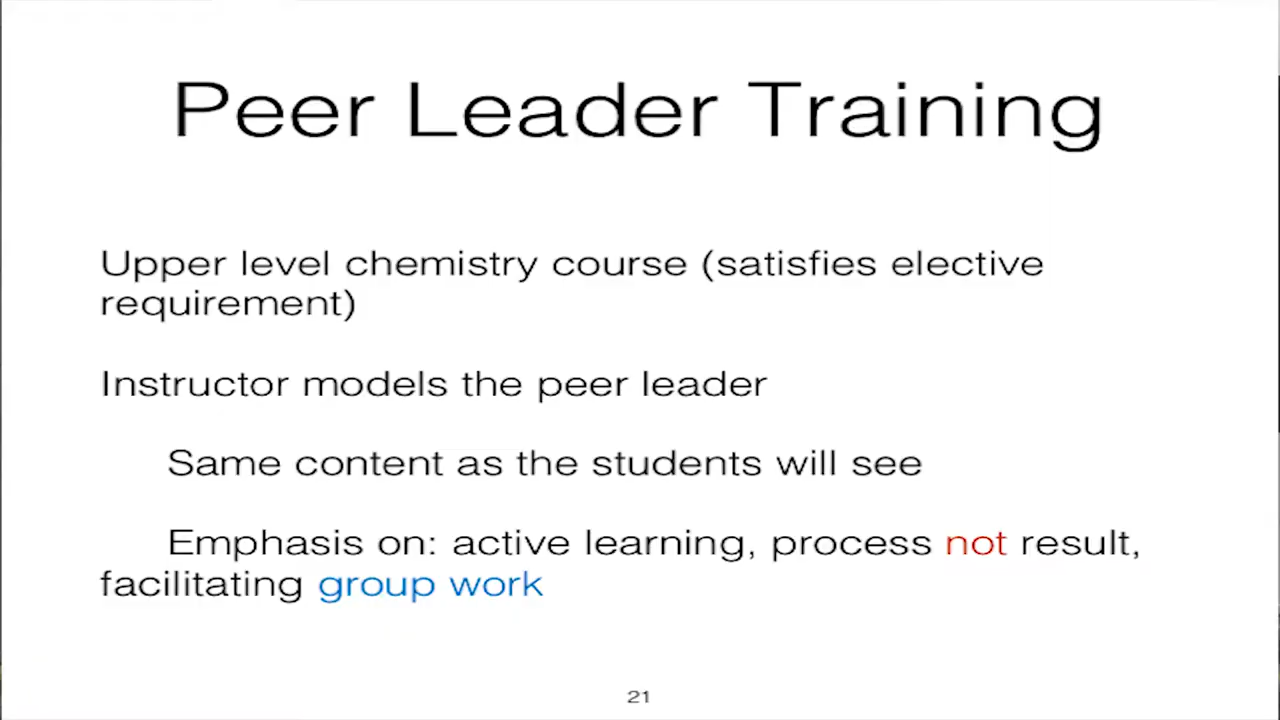 Peer Leader Training
Upper level chemistry course (satisfies elective
requirement)
Instructor models the peer leader
Same content as the students will see
Emphasis on: active learning, process not result,
facilitating group work
21